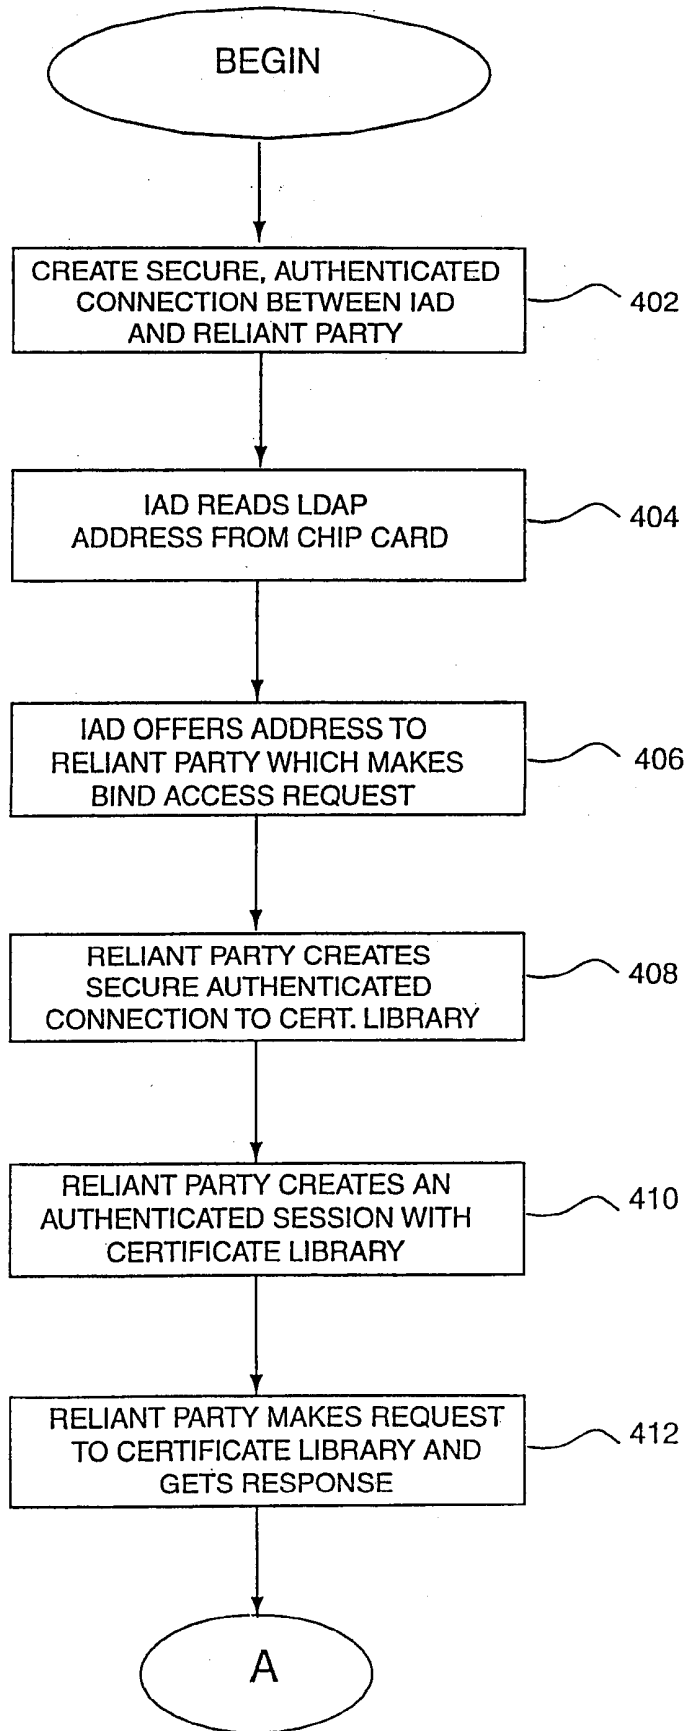 BEGIN
CREATE SECURE, AUTHENTICATED
CONNECTION BETWEEN IAD
AND RELIANT PARTY
402
IAD READS LDAP
ADDRESS FROM CHIP CARD
404
IAD OFFERS ADDRESS TO
RELIANT PARTY WHICH MAKES
BIND ACCESS REQUEST
406
RELIANT PARTY CREATES
SECURE AUTHENTICATED
CONNECTION TO CERT. LIBRARY
408
RELIANT PARTY CREATES AN
AUTHENTICATED SESSION WITH
CERTIFICATE LIBRARY
410
RELIANT PARTY MAKES REQUEST
TO CERTIFICATE LIBRARY AND
GETS RESPONSE
412
A